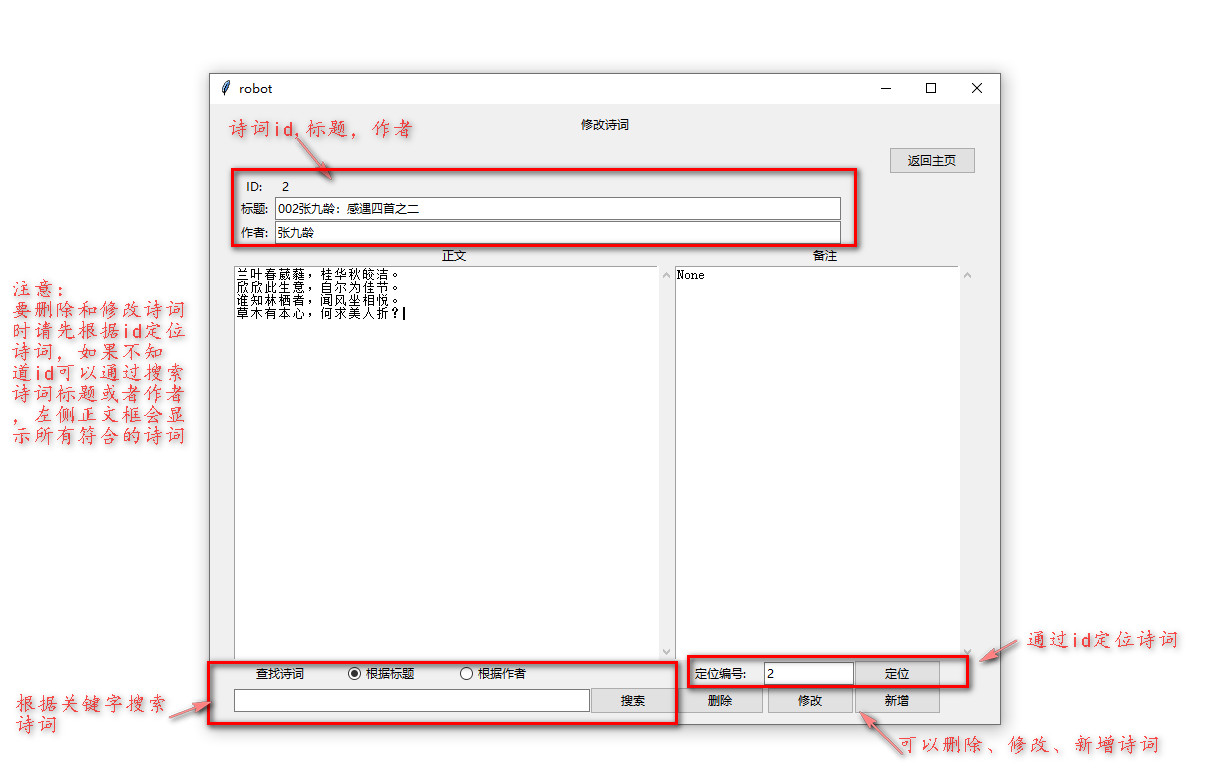 robot
诗词id,标题，作者
修改诗词
返回主页
ID: 2
标题: 002张九龄：感遇四首之二
作者: 张九龄
正文
备注
兰叶春葳蕤，桂华秋皎洁。
欣欣此生意，自尔为佳节。
谁知林栖者，闻风坐相悦。
草木有本心，何求美人折？
None
注意：
要删除和修改诗词
时请先根据id定位
诗词，如果不知
道id可以通过搜索
诗词标题或者作者
，左侧正文框会显
示所有符合的诗词
通过id定位诗词
查找诗词 根据标题 根据作者
定位编号: 2 定位
搜索 删除 修改 新增
根据关键字搜索
诗词
可以删除、修改、新增诗词